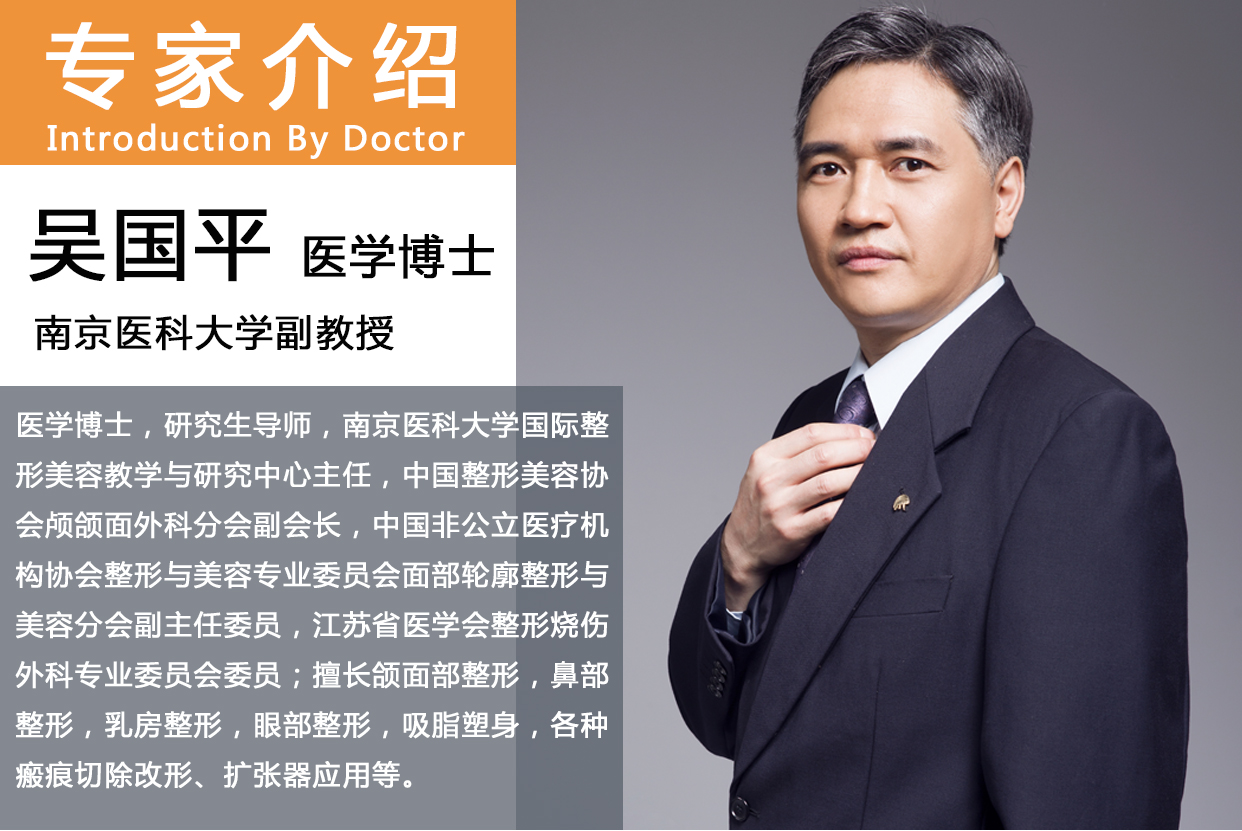 专家介绍
Introduction By Doctor
吴国平 医学博士
南京医科大学副教授
医学博士，研究生导师，南京医科大学国际整
形美容教学与研究中心主任，中国整形美容协
会颅颌面外科分会副会长，中国非公立医疗机
构协会整形与美容专业委员会面部轮廓整形与
美容分会副主任委员，江苏省医学会整形烧伤
外科专业委员会委员；擅长颌面部整形，鼻部
整形，乳房整形，眼部整形，吸脂塑身，各种
瘢痕切除改形、扩张器应用等。